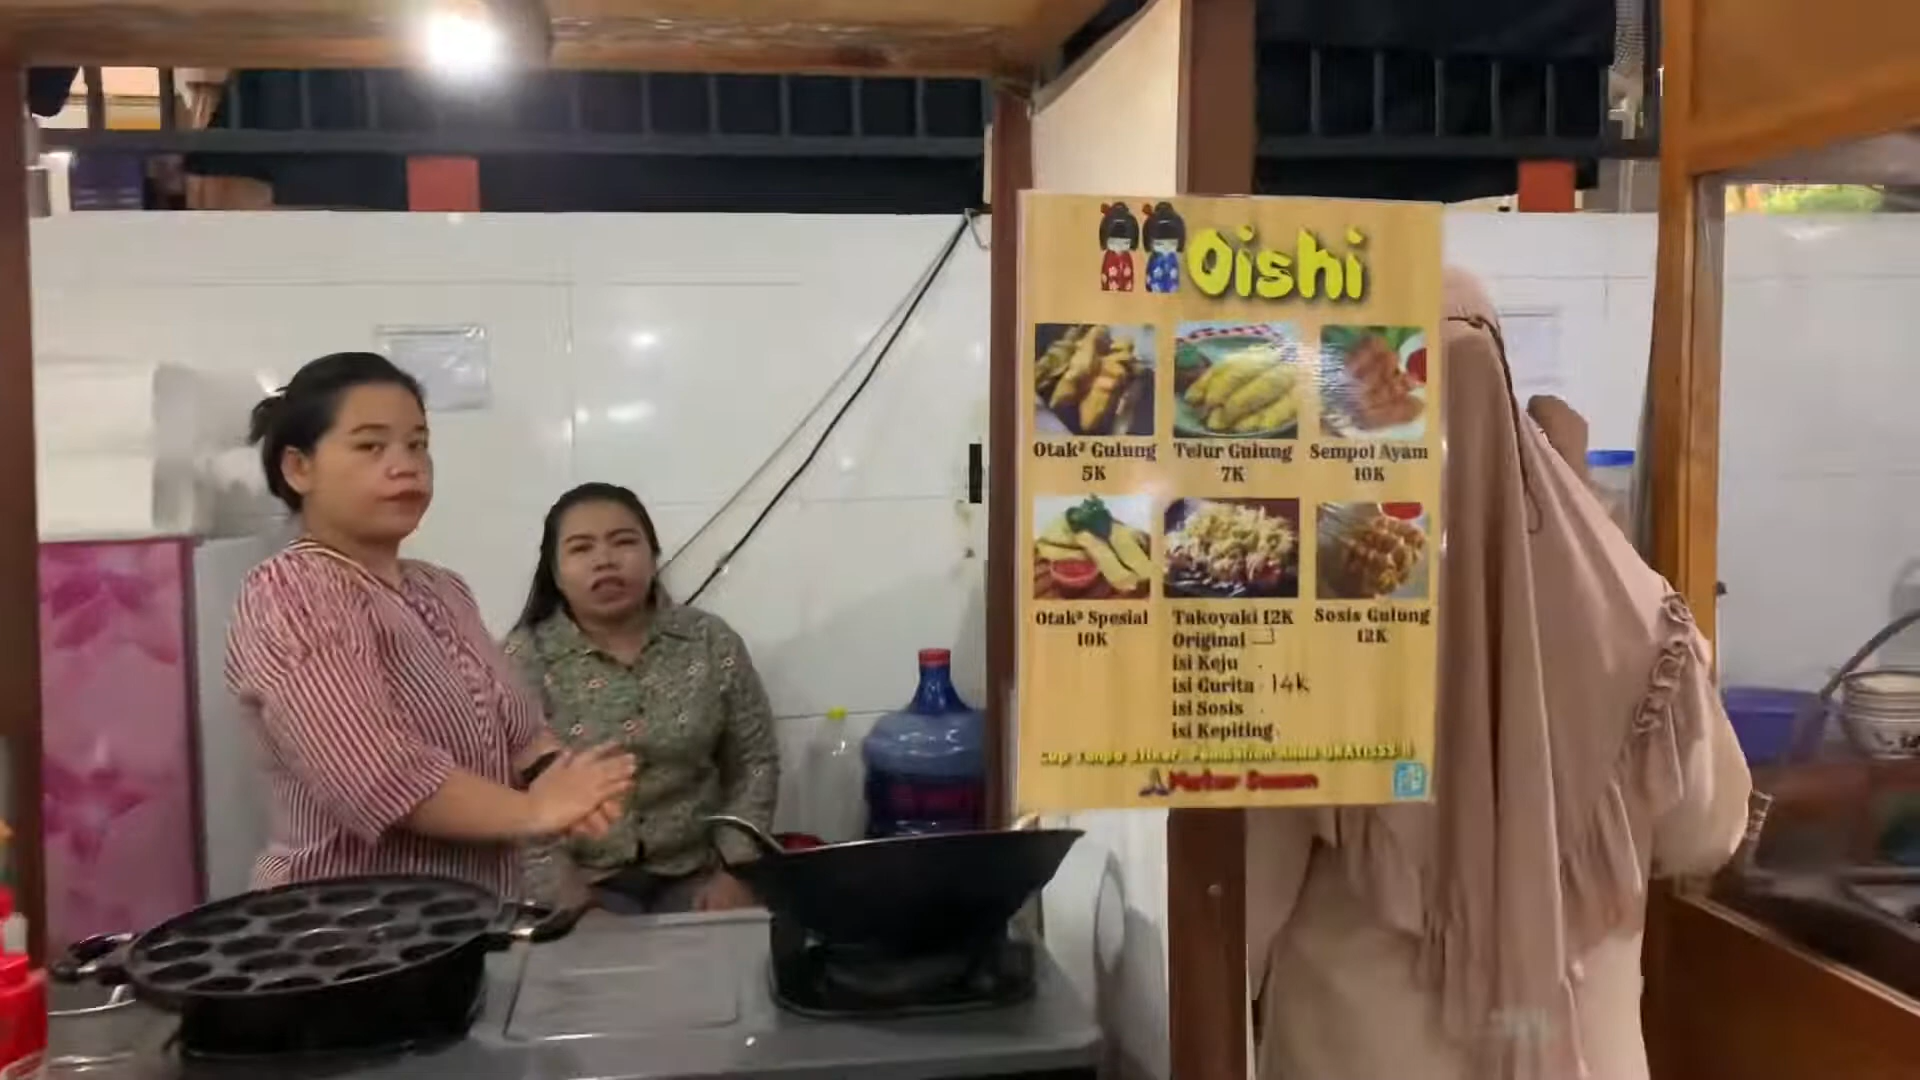 Oishi
Otak² Gulung
5K
Telur Gulung
7K
Sempol Ayam
10K
Otak² Spesial
10K
Takoyaki 12K
Original
isi Keju
isi Gurita 14K
isi Sosis
isi Kepiting
Sosis Gulung
12K